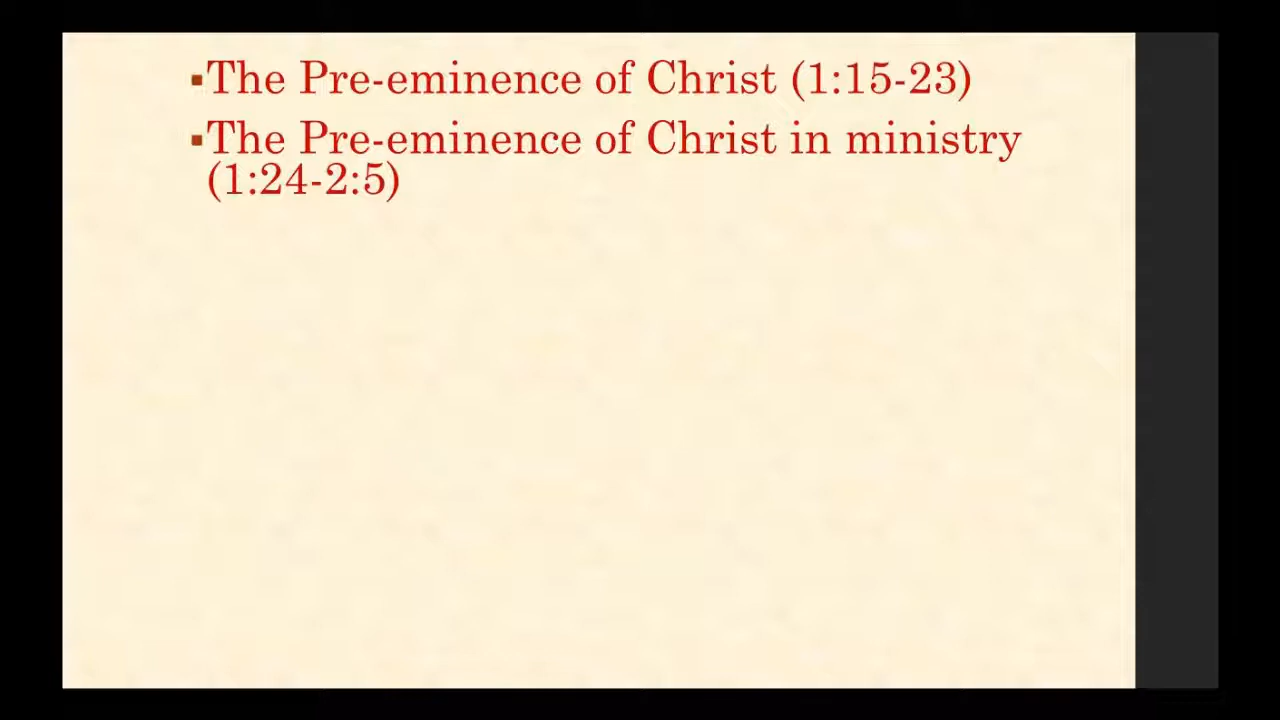 ▪The Pre-eminence of Christ (1:15-23)
▪The Pre-eminence of Christ in ministry
(1:24-2:5)